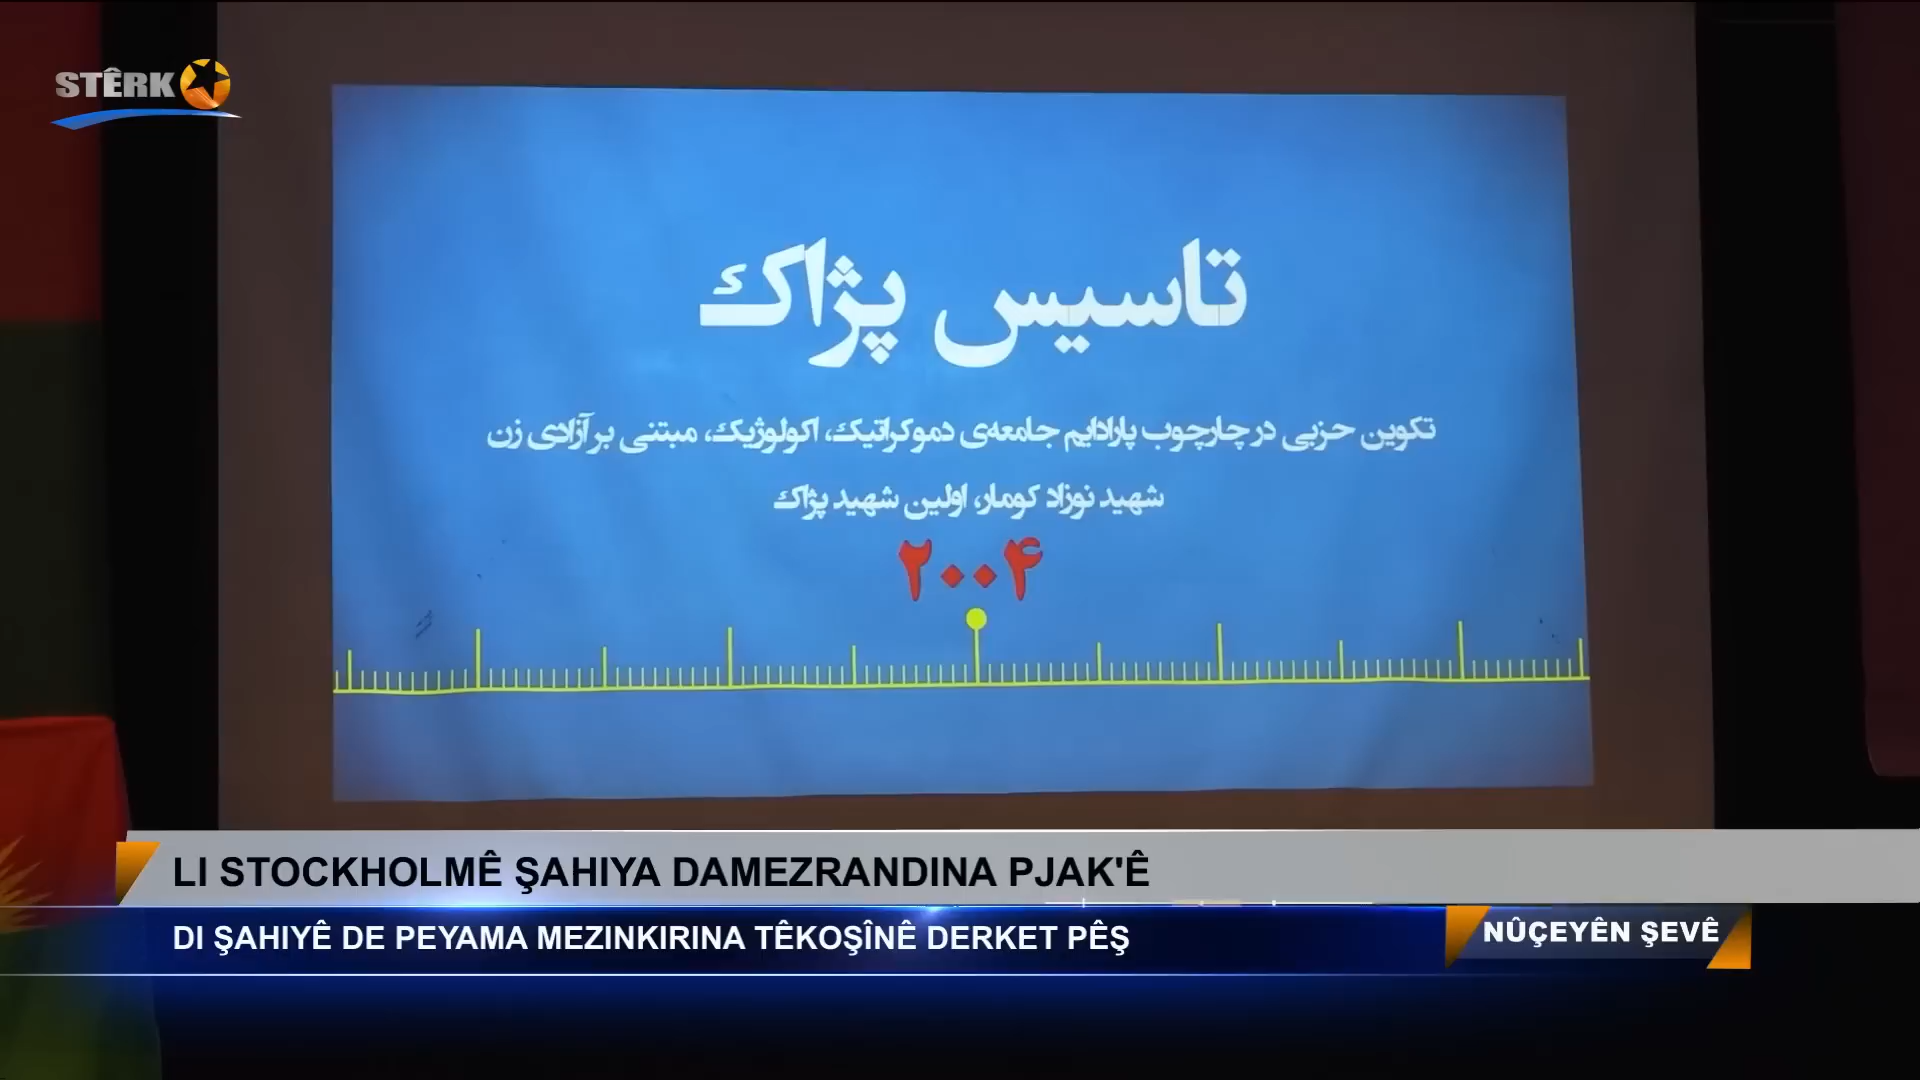 STÊRK
تاسیس پژاک
تکوین حزبی در چارچوب پارادایم جامعه‌ی دموکراتیک، اکولوژیک، مبتنی بر آزادی زن
شهید نوزاد کومار، اولین شهید پژاک
۲۰۰۴
LI STOCKHOLMÊ ŞAHIYA DAMEZRANDINA PJAK'Ê
DI ŞAHIYÊ DE PEYAMA MEZINKIRINA TÊKOŞÎNÊ DERKET PÊŞ
NÛÇEYÊN ŞEVÊ